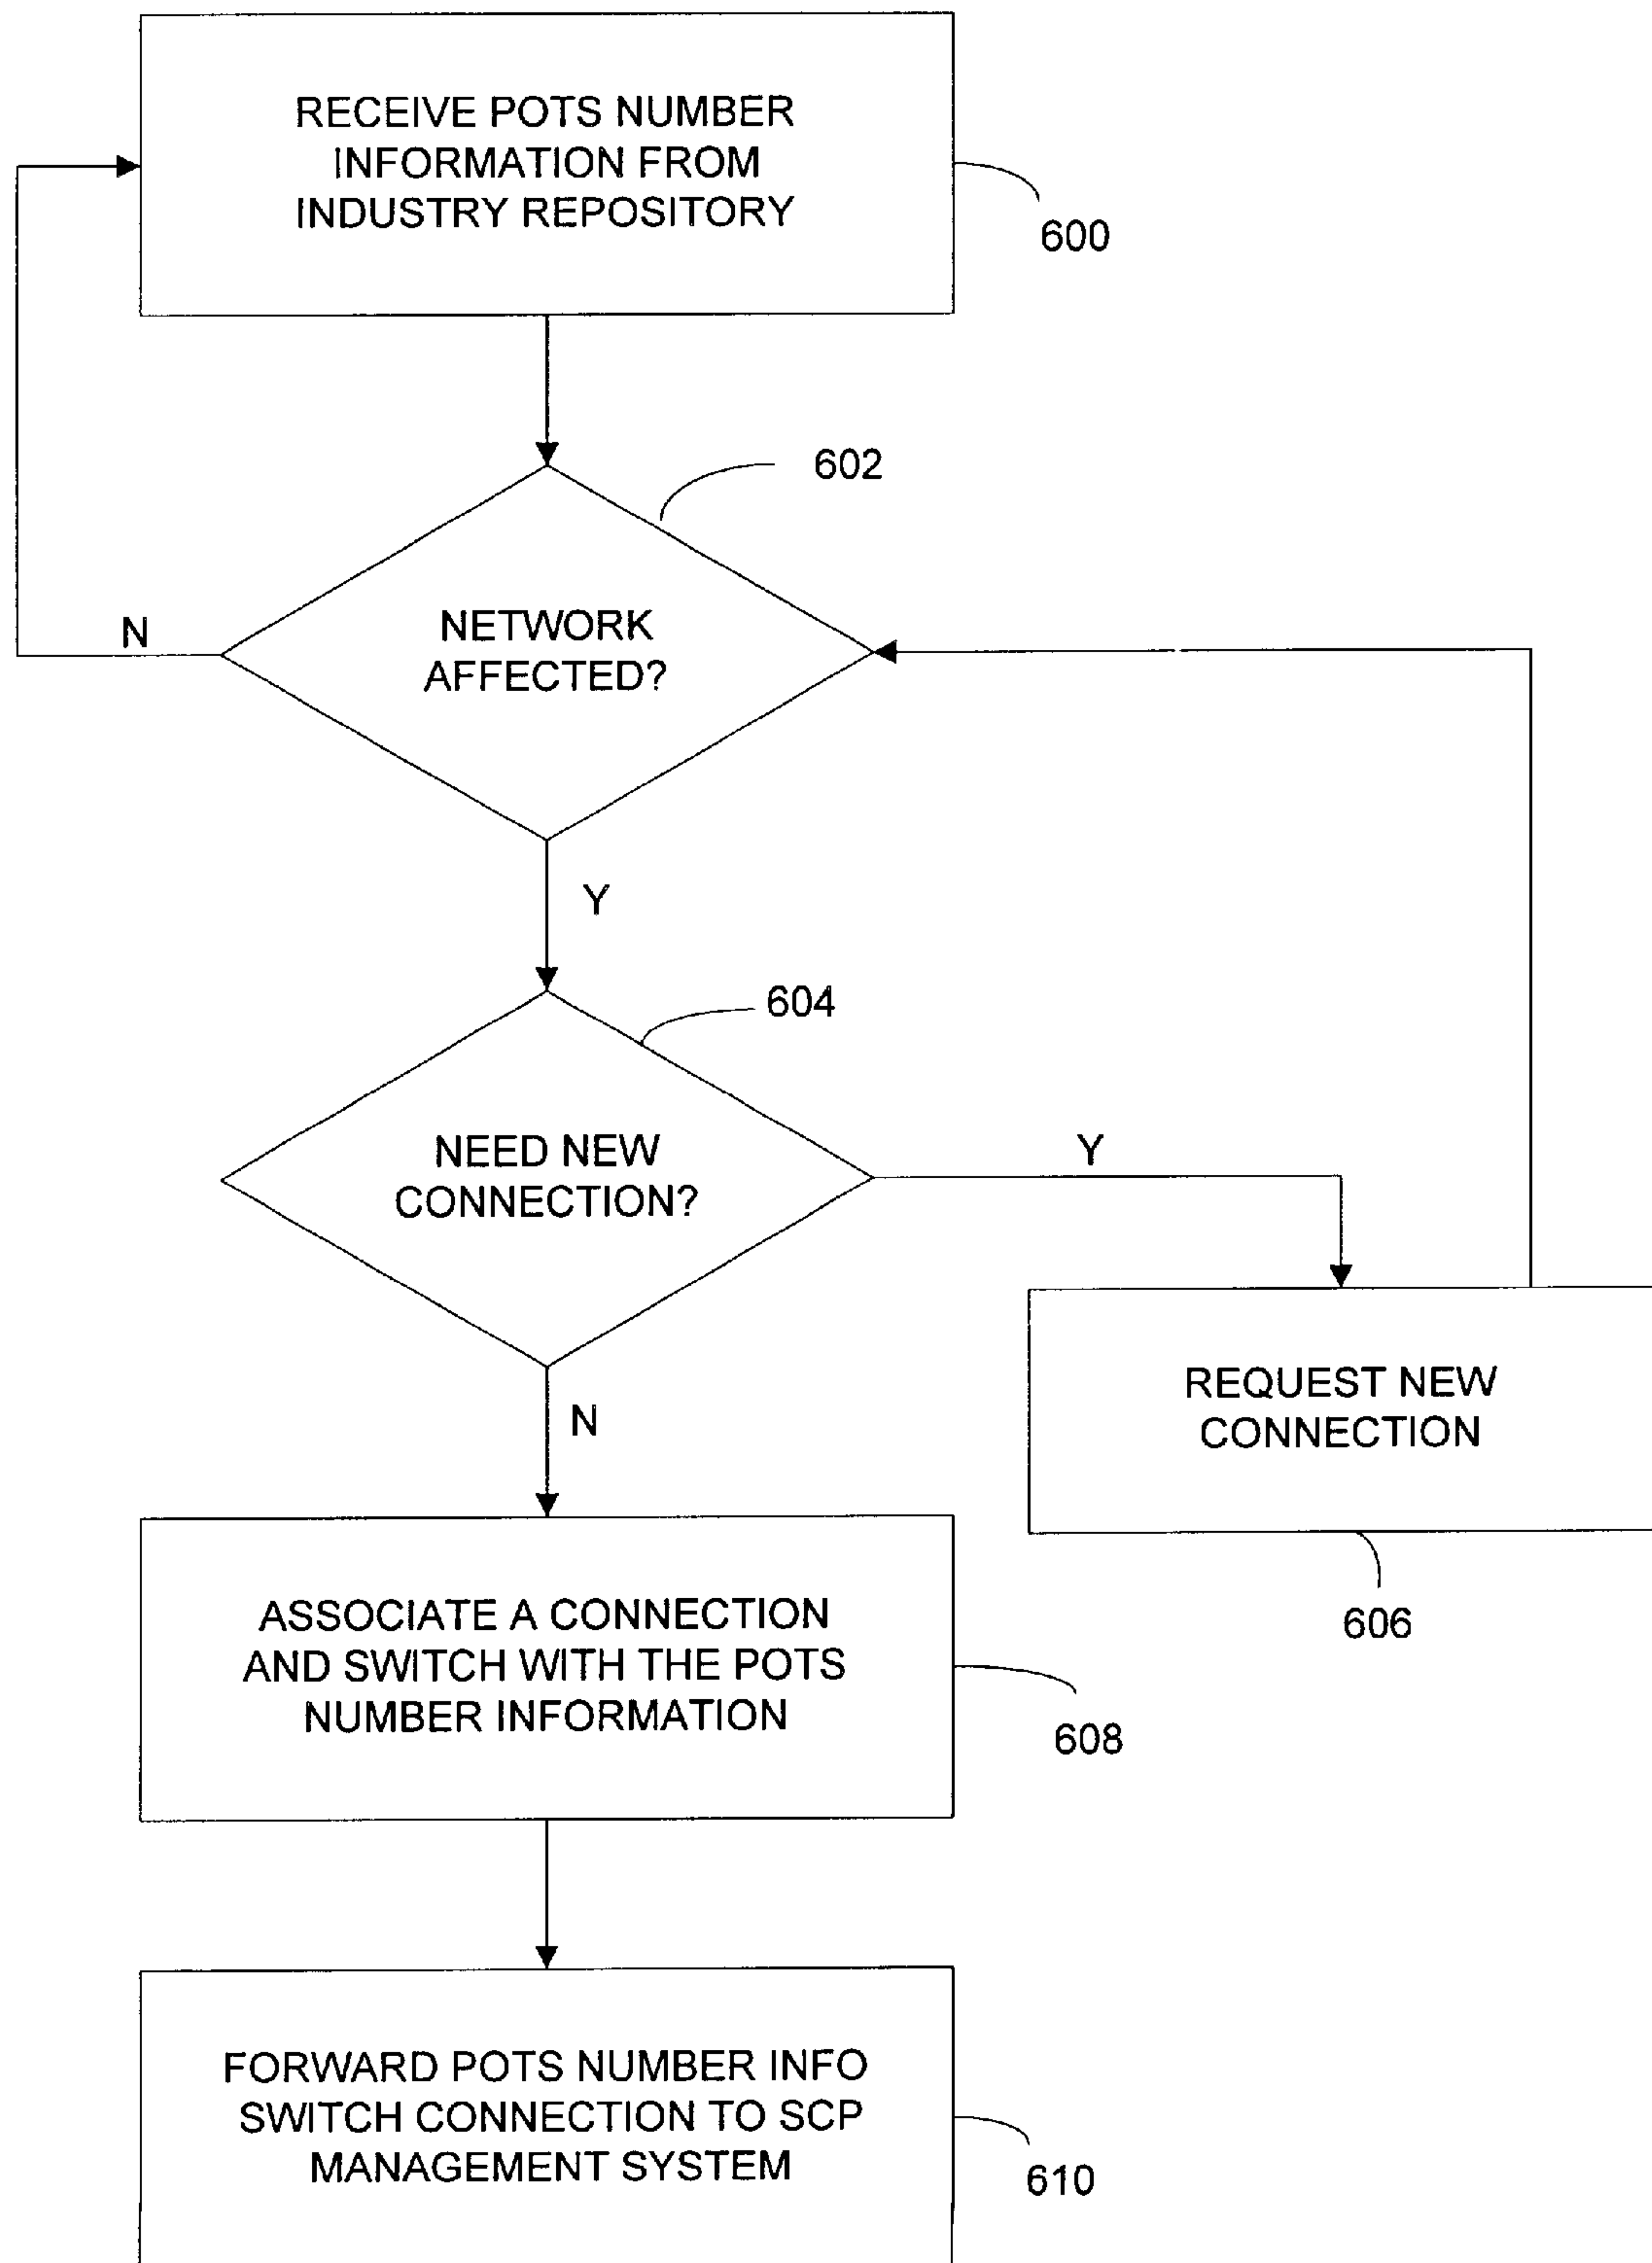 RECEIVE POTS NUMBER
INFORMATION FROM
INDUSTRY REPOSITORY
600
602
N
NETWORK
AFFECTED?
Y
604
NEED NEW
CONNECTION?
Y
REQUEST NEW
CONNECTION
N
606
ASSOCIATE A CONNECTION
AND SWITCH WITH THE POTS
NUMBER INFORMATION
608
FORWARD POTS NUMBER INFO
SWITCH CONNECTION TO SCP
MANAGEMENT SYSTEM
610